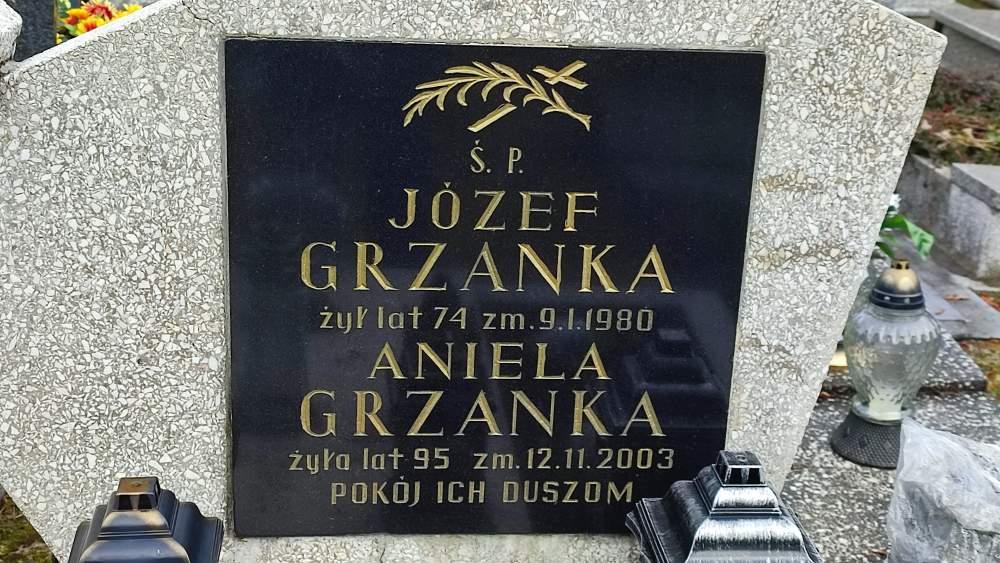 Ś. P.
JÓZEF
GRZANKA
żył lat 74 zm. 9.I.1980
ANIELA
GRZANKA
żyła lat 95 zm. 12.11.2003
POKÓJ ICH DUSZOM